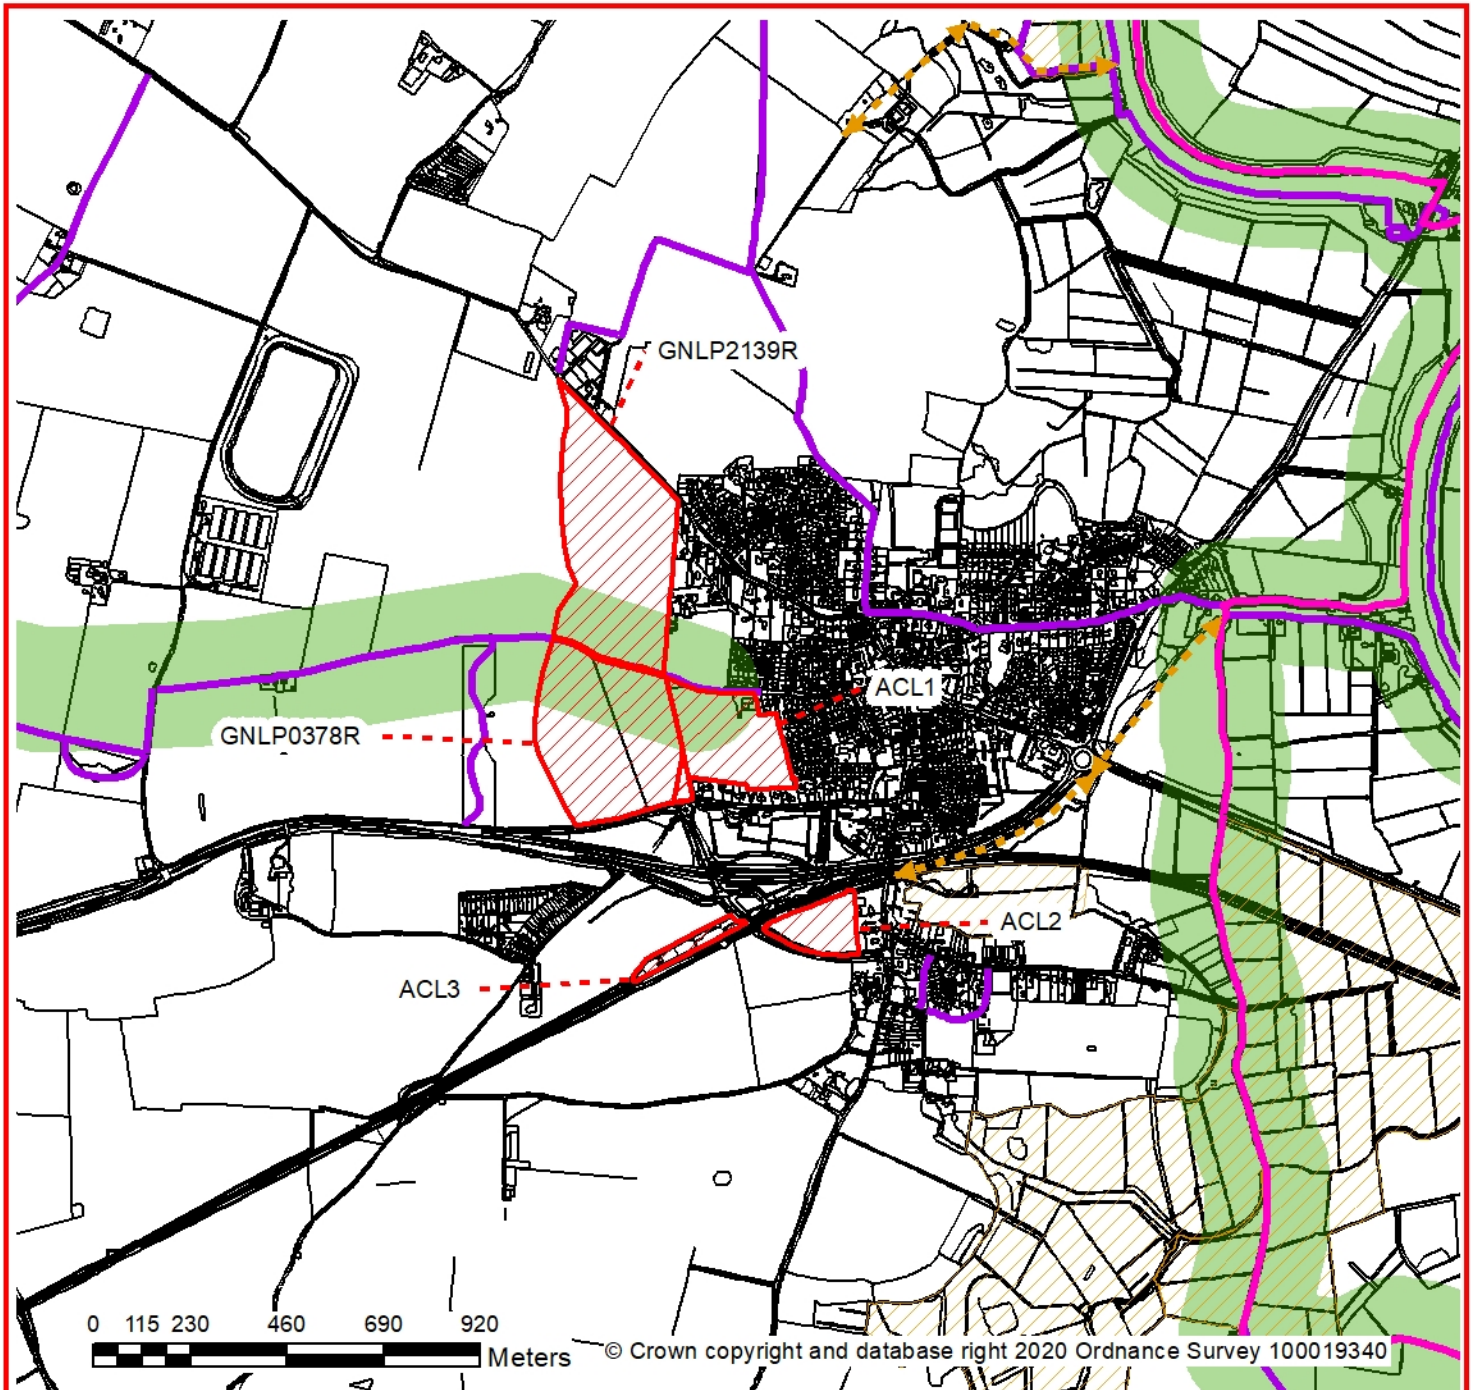 GNLP2139R
ACL1
GNLP0378R
ACL2
ACL3
0 115 230 460 690 920
Meters
© Crown copyright and database right 2020 Ordnance Survey 100019340